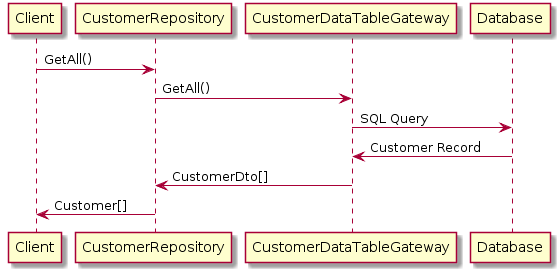 Client CustomerRepository CustomerDataTableGateway Database
GetAll()
GetAll()
SQL Query
Customer Record
CustomerDto[]
Customer[]
Client CustomerRepository CustomerDataTableGateway Database